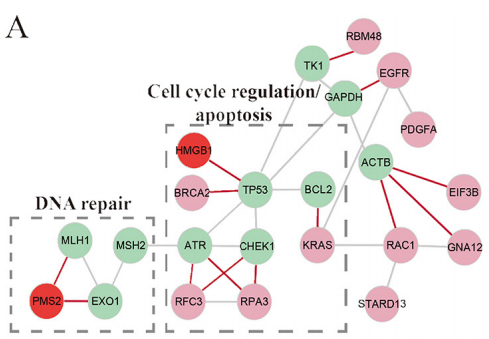 A
RBM48
TK1
EGFR
Cell cycle regulation/
apoptosis
GAPDH
PDGFA
HMGB1
ACTB
BRCA2
TP53
BCL2
EIF3B
DNA repair
MLH1
MSH2
ATR
CHEK1
KRAS
RAC1
GNA12
PMS2
EXO1
RFC3
RPA3
STARD13